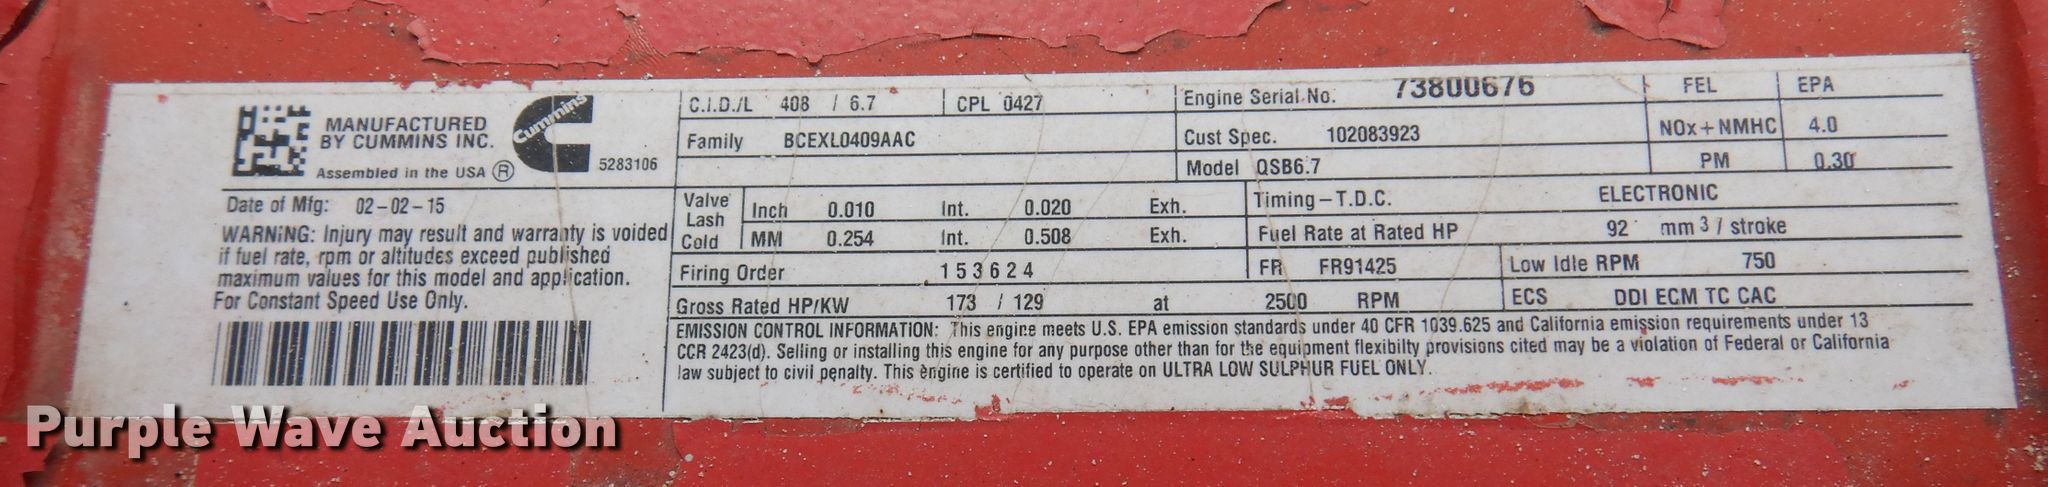 MANUFACTURED
BY CUMMINS INC.
Assembled in the USA ®
Cummins
5283106
Date of Mfg: 02-02-15
WARNING: Injury may result and warranty is voided
if fuel rate, rpm or altitudes exceed published
maximum values for this model and application.
For Constant Speed Use Only.
C.I.D./L 408 / 6.7 CPL 0427
Family BCEXL0409AAC
Engine Serial No. 73800676
Cust Spec. 102083923
Model QSB6.7
FEL EPA
NOx+NMHC 4.0
PM 0.30
Valve Lash Cold
Inch 0.010 Int. 0.020 Exh.
MM 0.254 Int. 0.508 Exh.
Timing-T.D.C. ELECTRONIC
Fuel Rate at Rated HP 92 mm3 / stroke
Firing Order 153624
FR FR91425 Low Idle RPM 750
Gross Rated HP/KW 173 / 129 at 2500 RPM
ECS DDI ECM TC CAC
EMISSION CONTROL INFORMATION: This engine meets U.S. EPA emission standards under 40 CFR 1039.625 and California emission requirements under 13
CCR 2423(d). Selling or installing this engine for any purpose other than for the equipment flexibilty provisions cited may be a violation of Federal or California
law subject to civil penalty. This engine is certified to operate on ULTRA LOW SULPHUR FUEL ONLY.
Purple Wave Auction